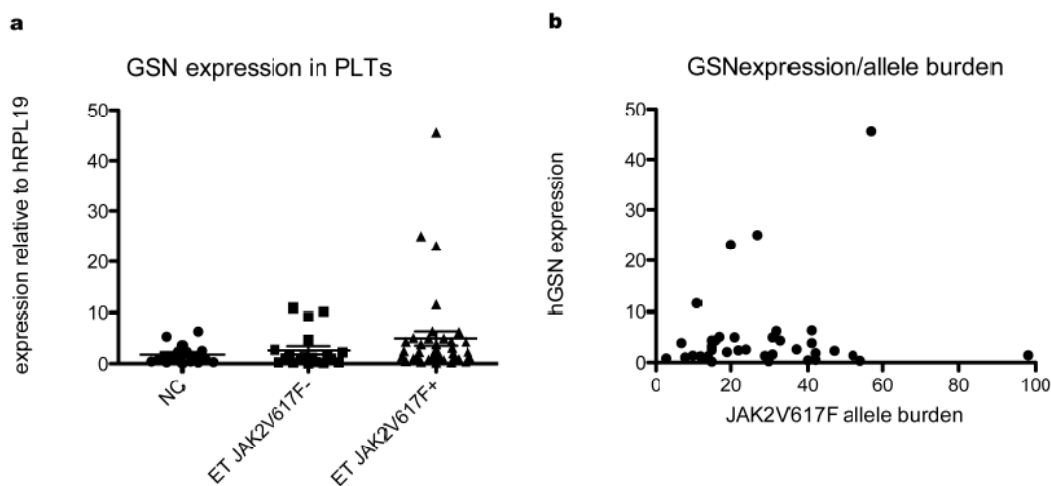 a
GSN expression in PLTs
expression relative to hRPL19
50
40
30
20
10
0
NC
ET JAK2V617F-
ET JAK2V617F+
b
GSNexpression/allele burden
hGSN expression
50
40
30
20
10
0
0 20 40 60 80 100
JAK2V617F allele burden